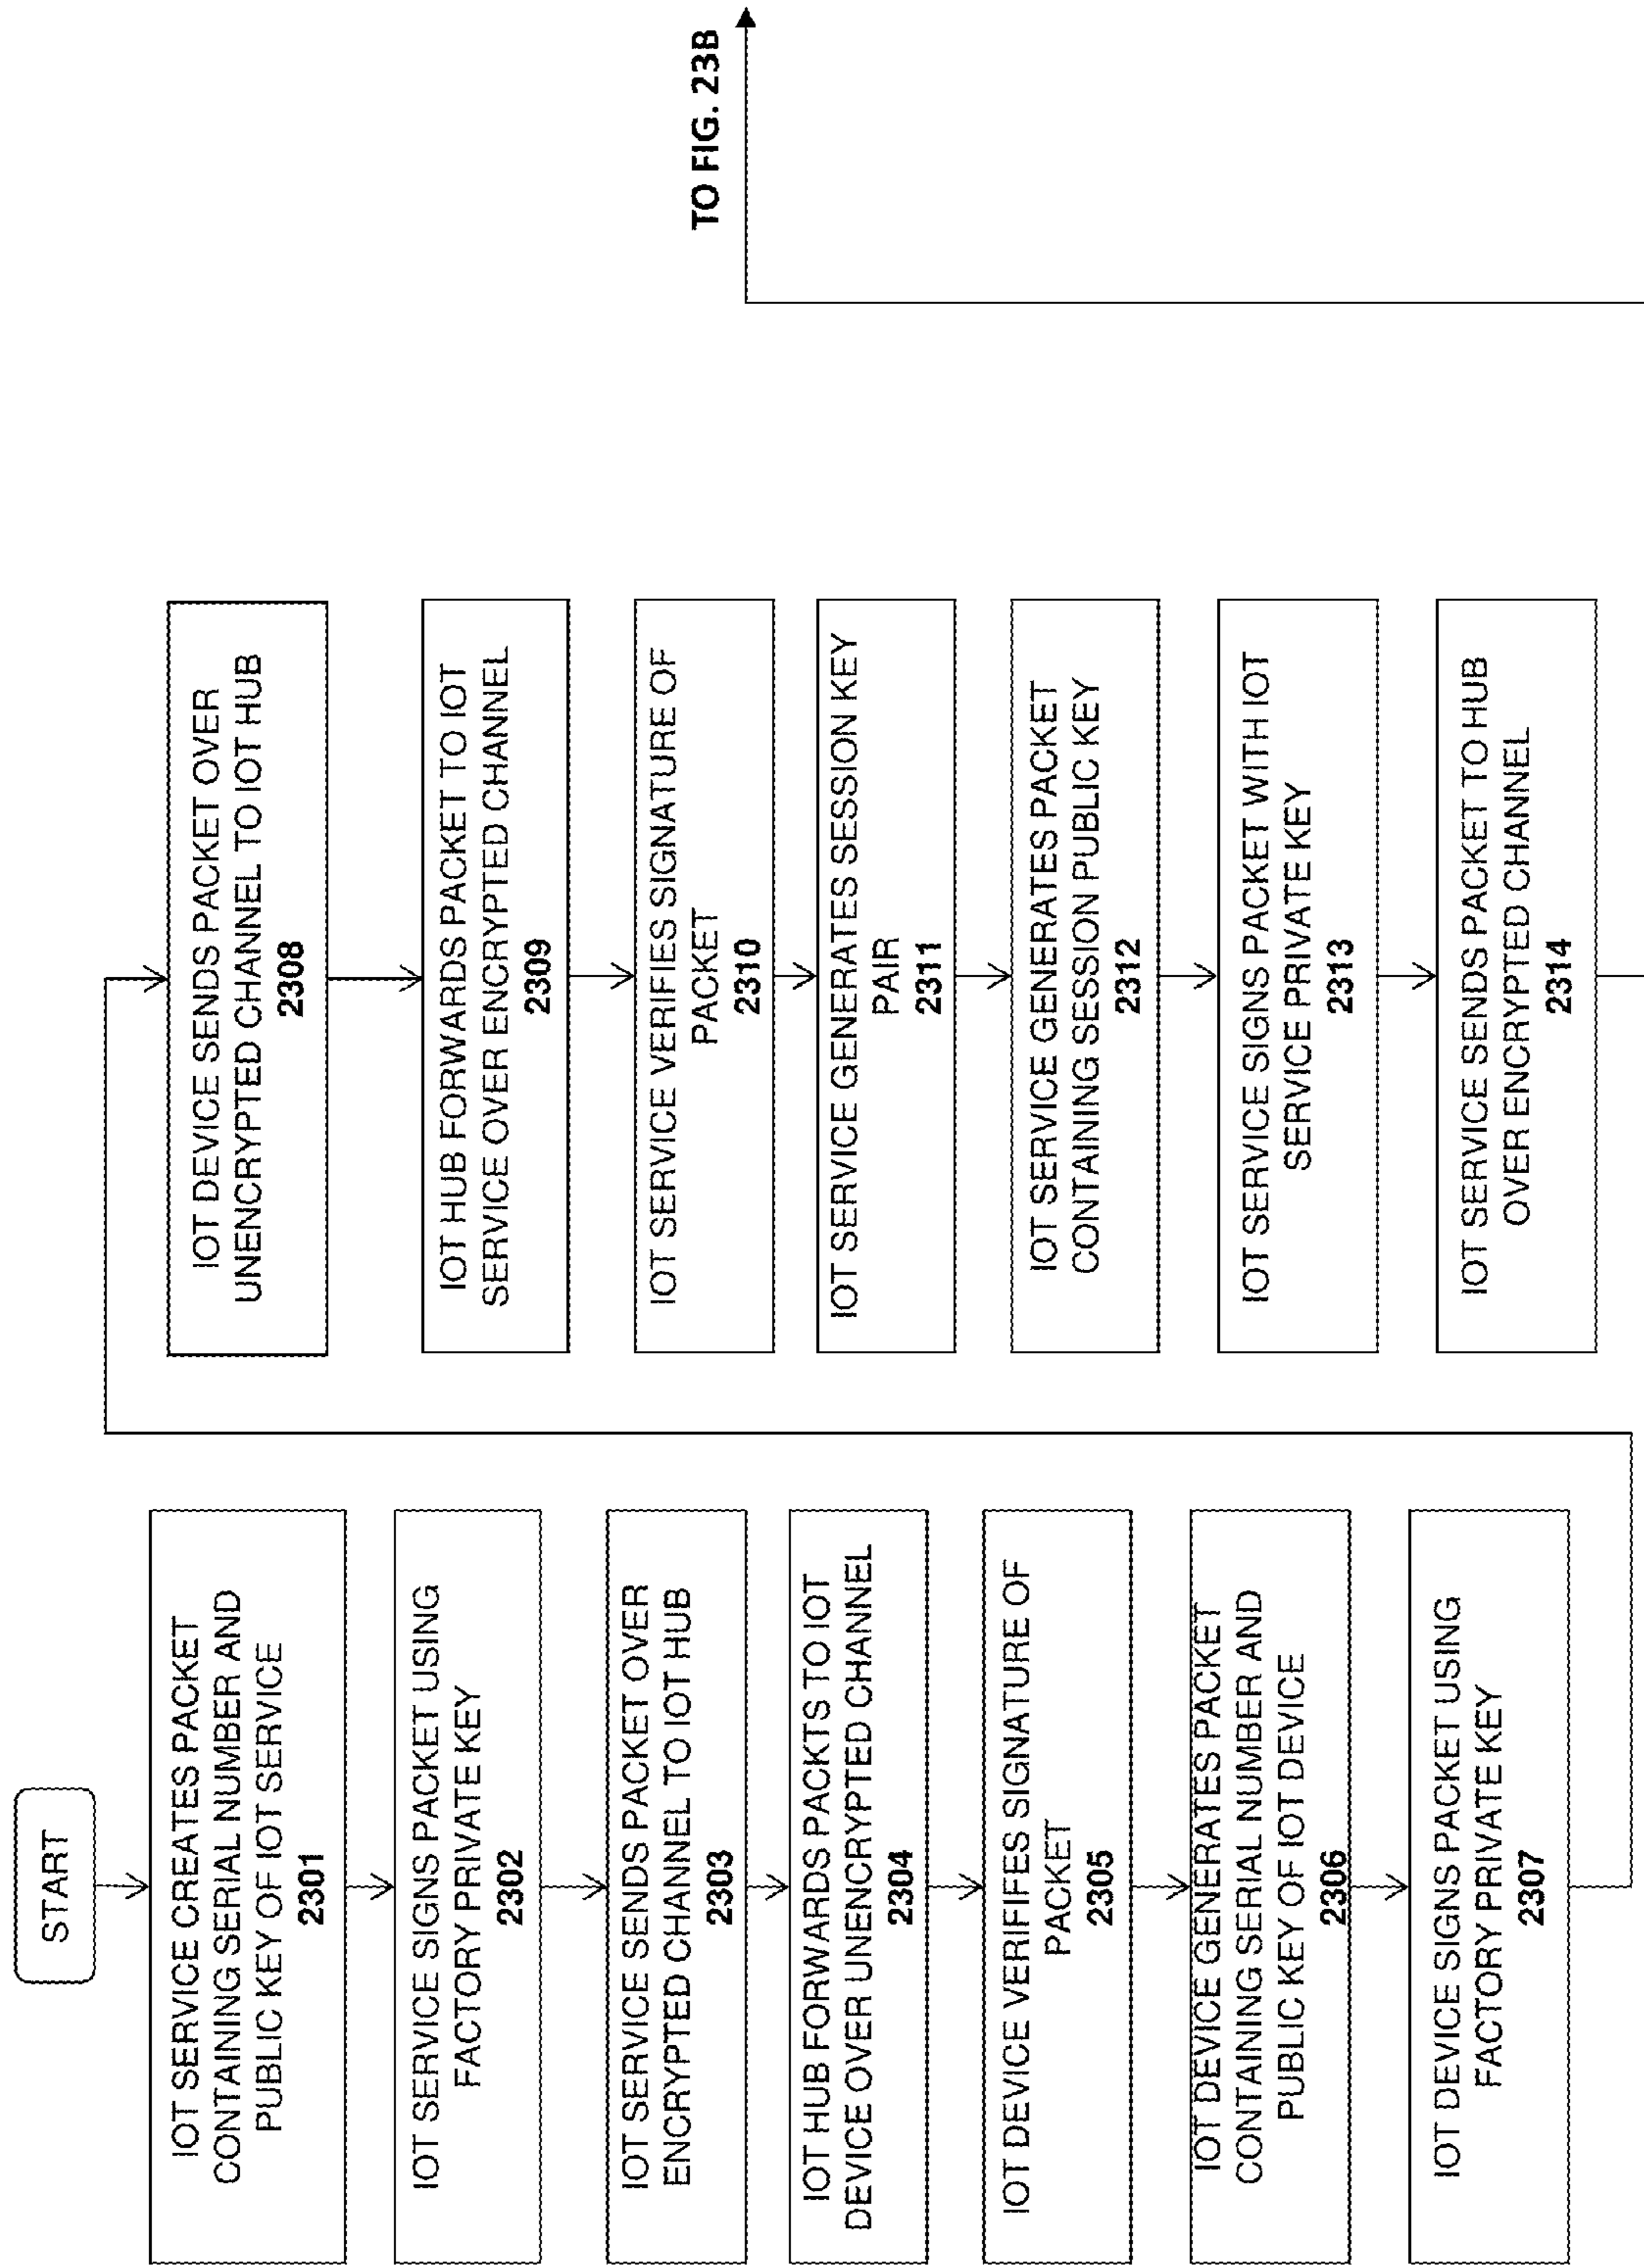 START
IOT SERVICE CREATES PACKET
CONTAINING SERIAL NUMBER AND
PUBLIC KEY OF IOT SERVICE
2301
IOT SERVICE SIGNS PACKET USING
FACTORY PRIVATE KEY
2302
IOT SERVICE SENDS PACKET OVER
ENCRYPTED CHANNEL TO IOT HUB
2303
IOT HUB FORWARDS PACKTS TO IOT
DEVICE OVER UNENCRYPTED CHANNEL
2304
IOT DEVICE VERIFIFES SIGNATURE OF
PACKET
2305
IOT DEVICE GENERATES PACKET
CONTAINING SERIAL NUMBER AND
PUBLIC KEY OF IOT DEVICE
2306
IOT DEVICE SIGNS PACKET USING
FACTORY PRIVATE KEY
2307
IOT DEVICE SENDS PACKET OVER
UNENCRYPTED CHANNEL TO IOT HUB
2308
IOT HUB FORWARDS PACKET TO IOT
SERVICE OVER ENCRYPTED CHANNEL
2309
IOT SERVICE VERIFIES SIGNATURE OF
PACKET
2310
IOT SERVICE GENERATES SESSION KEY
PAIR
2311
IOT SERVICE GENERATES PACKET
CONTAINING SESSION PUBLIC KEY
2312
IOT SERVICE SIGNS PACKET WITH IOT
SERVICE PRIVATE KEY
2313
IOT SERVICE SENDS PACKET TO HUB
OVER ENCRYPTED CHANNEL
2314
TO FIG. 23B